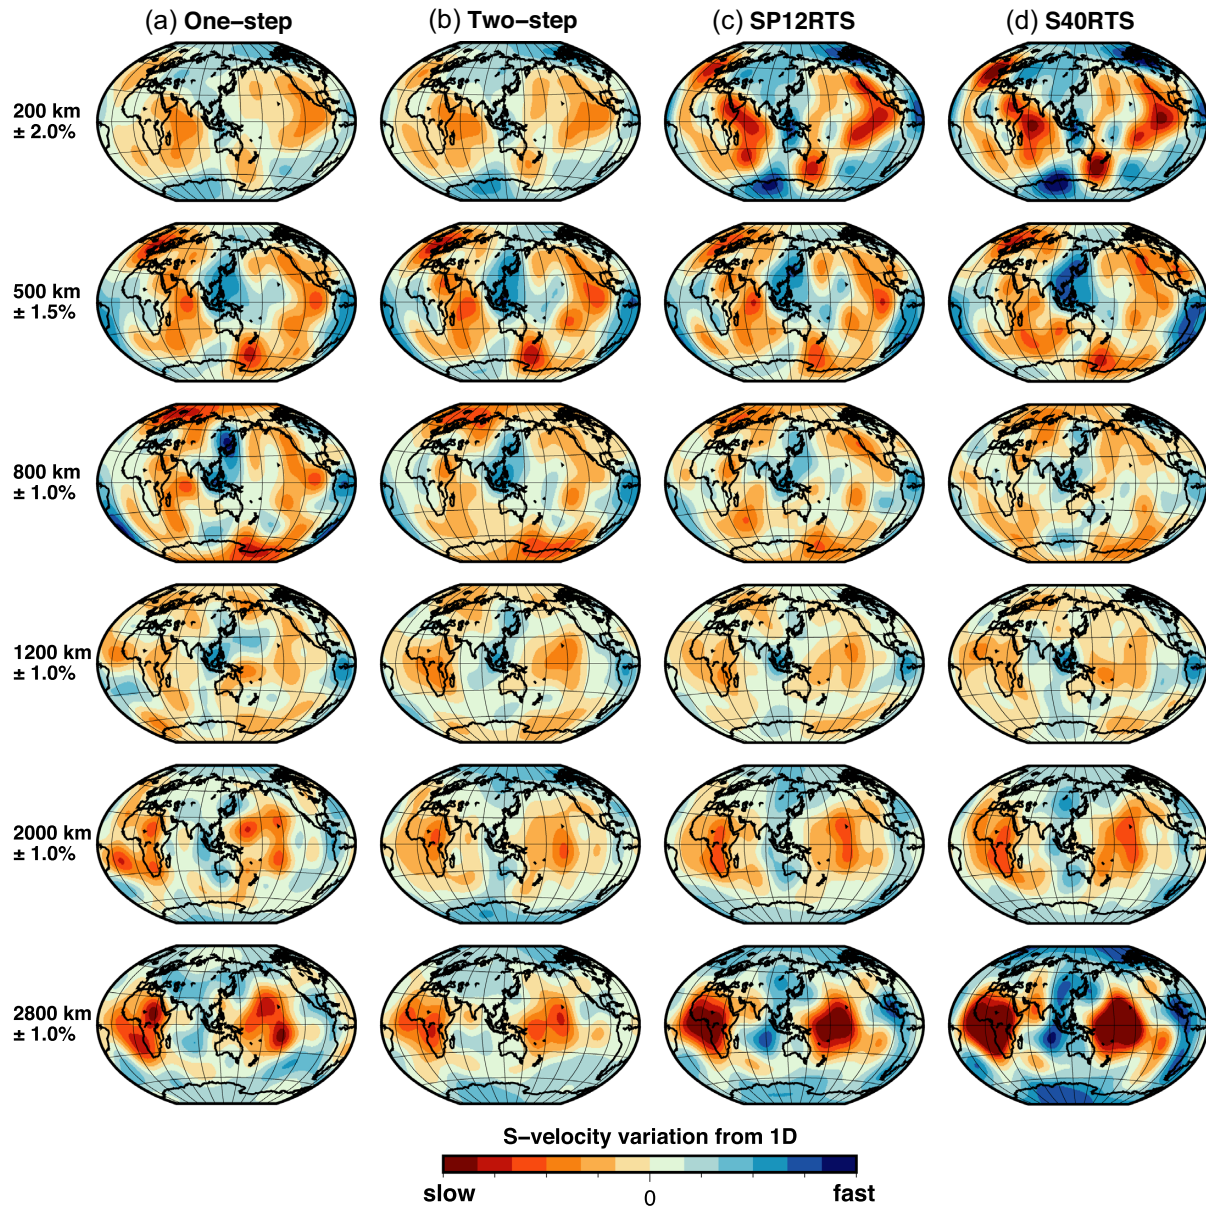 (a) One–step (b) Two–step (c) SP12RTS (d) S40RTS
200 km
± 2.0%
500 km
± 1.5%
800 km
± 1.0%
1200 km
± 1.0%
2000 km
± 1.0%
2800 km
± 1.0%
S–velocity variation from 1D
slow 0 fast